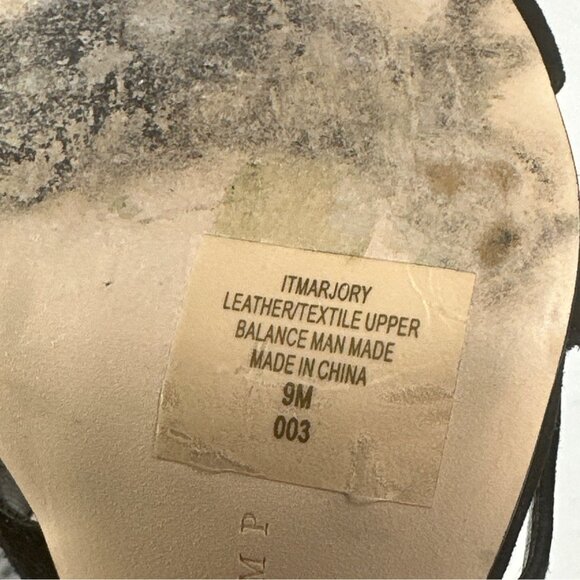 ITMARJORY
LEATHER/TEXTILE UPPER
BALANCE MAN MADE
MADE IN CHINA
9M
003
M P